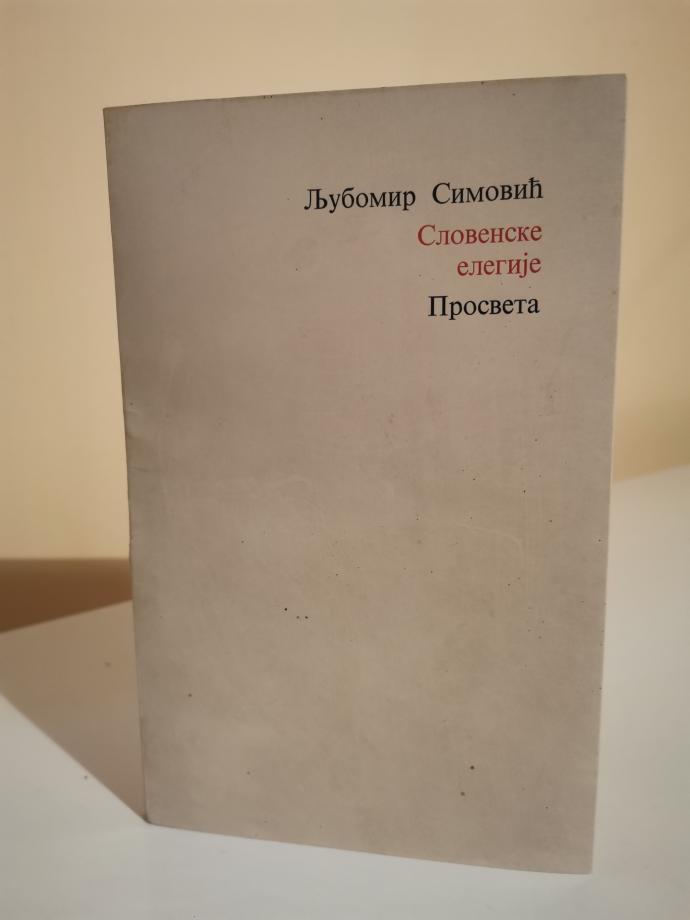 Љубомир Симовић
Словенске
елегије
Просвета